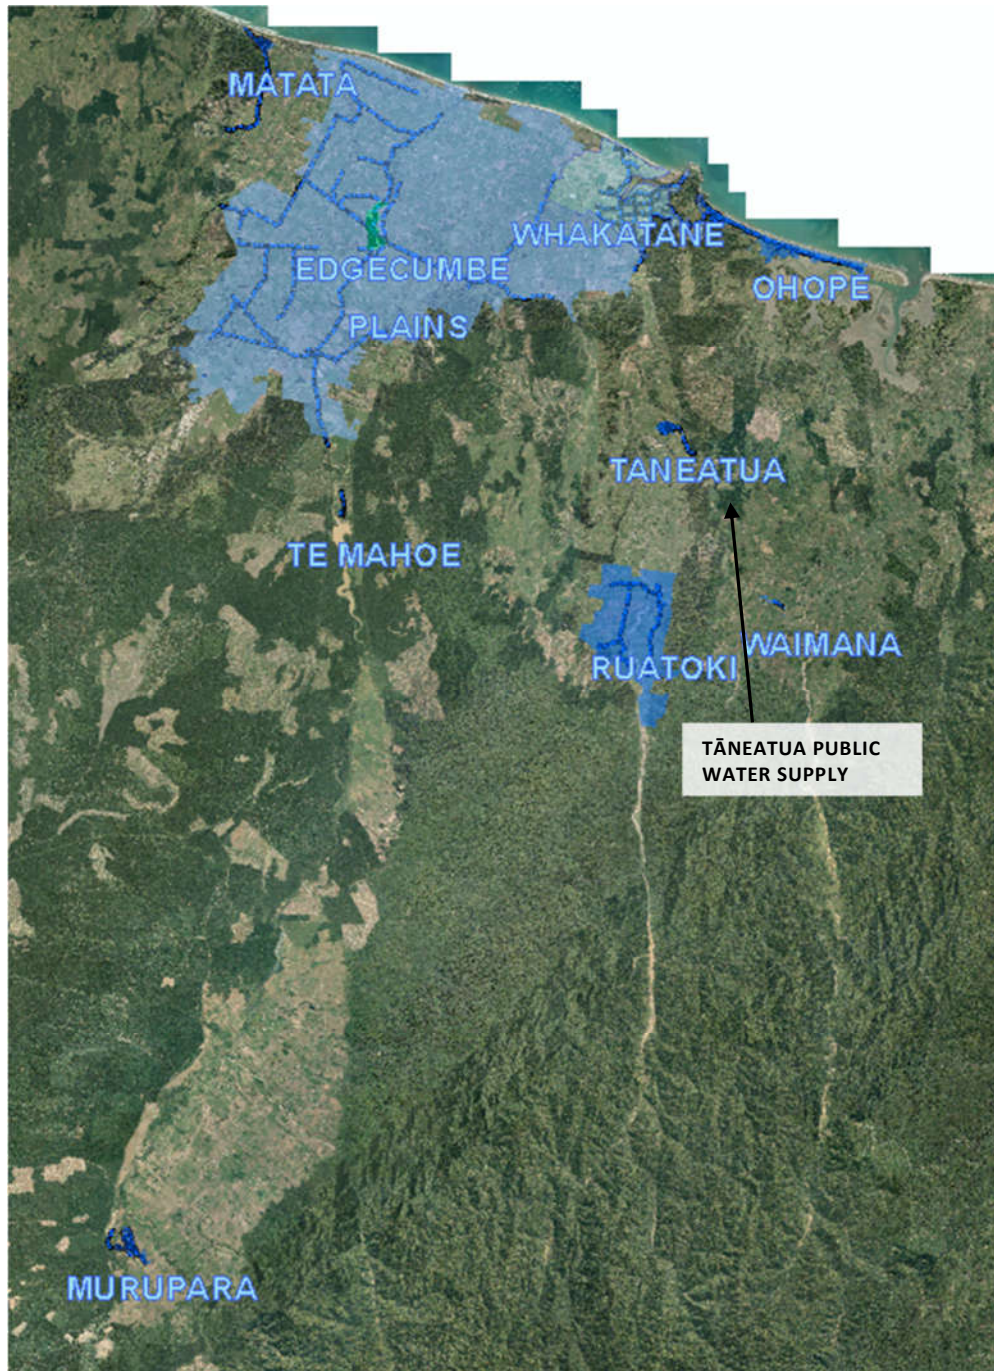 MATATA
WHAKATANE
EDGECUMBE
OHOPE
PLAINS
TANEATUA
TE MAHOE
WAIMANA
RUATOKI
TĀNEATUA PUBLIC
WATER SUPPLY
MURUPARA